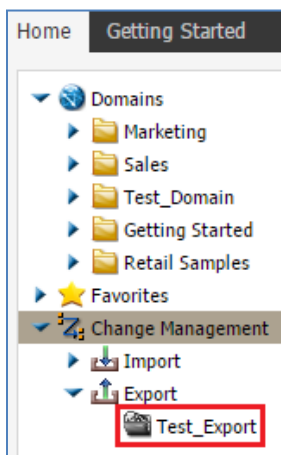 Home Getting Started
Domains
Marketing
Sales
Test_Domain
Getting Started
Retail Samples
Favorites
Change Management
Import
Export
Test_Export